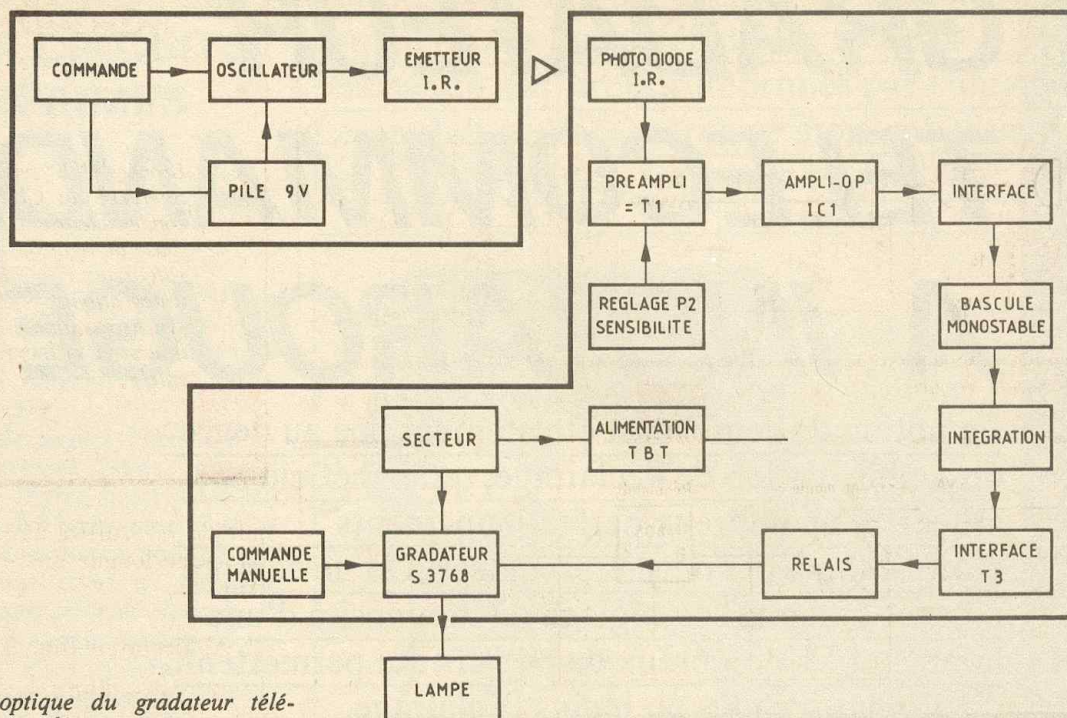 COMMANDE
OSCILLATEUR
EMETTEUR
I.R.
PILE 9V
PHOTO DIODE
I.R.
PREAMPLI
= T1
AMPLI-OP
IC1
INTERFACE
REGLAGE P2
SENSIBILITE
BASCULE
MONOSTABLE
SECTEUR
ALIMENTATION
TBT
INTEGRATION
COMMANDE
MANUELLE
GRADATEUR
S3768
RELAIS
INTERFACE
T3
LAMPE
optique du gradateur télé-